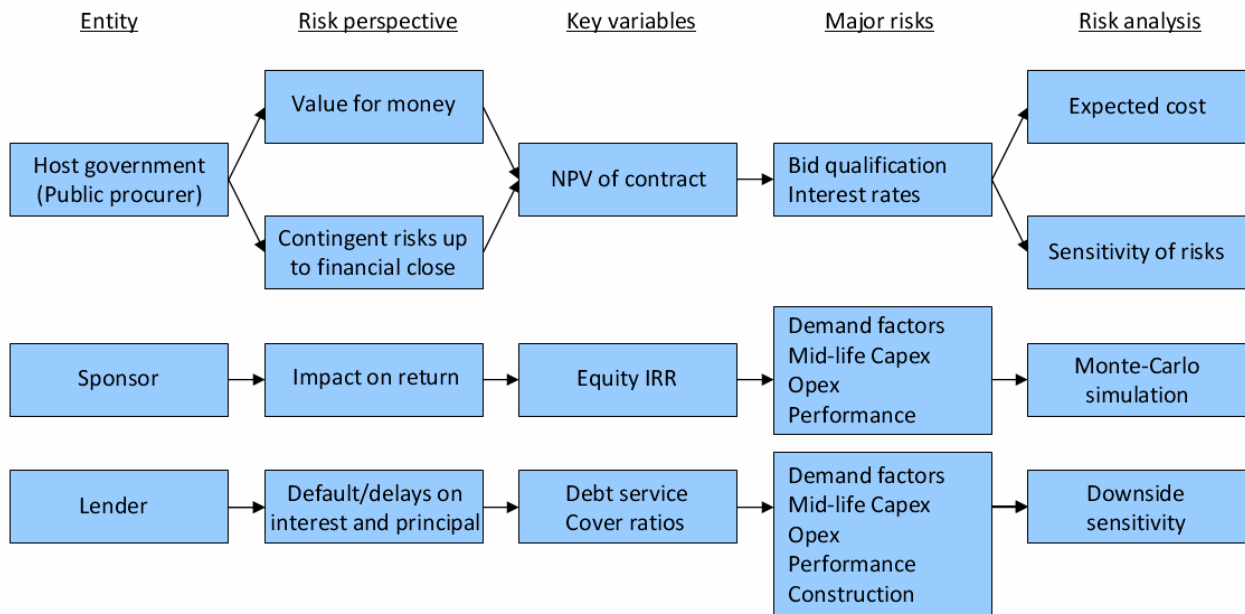 Entity
Risk perspective
Key variables
Major risks
Risk analysis
Host government
(Public procurer)
Value for money
Contingent risks up
to financial close
NPV of contract
Bid qualification
Interest rates
Expected cost
Sensitivity of risks
Sponsor
Impact on return
Equity IRR
Demand factors
Mid-life Capex
Opex
Performance
Monte-Carlo
simulation
Lender
Default/delays on
interest and principal
Debt service
Cover ratios
Demand factors
Mid-life Capex
Opex
Performance
Construction
Downside
sensitivity